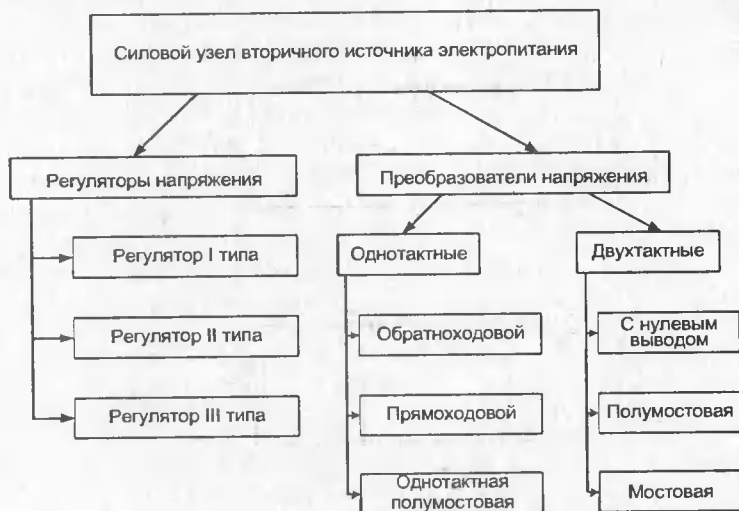 Силовой узел вторичного источника электропитания
Регуляторы напряжения
Преобразователи напряжения
Регулятор I типа
Однотактные
Двухтактные
Регулятор II типа
Обратноходовой
С нулевым
выводом
Регулятор III типа
Прямоходовой
Полумостовая
Однотактная
полумостовая
Мостовая